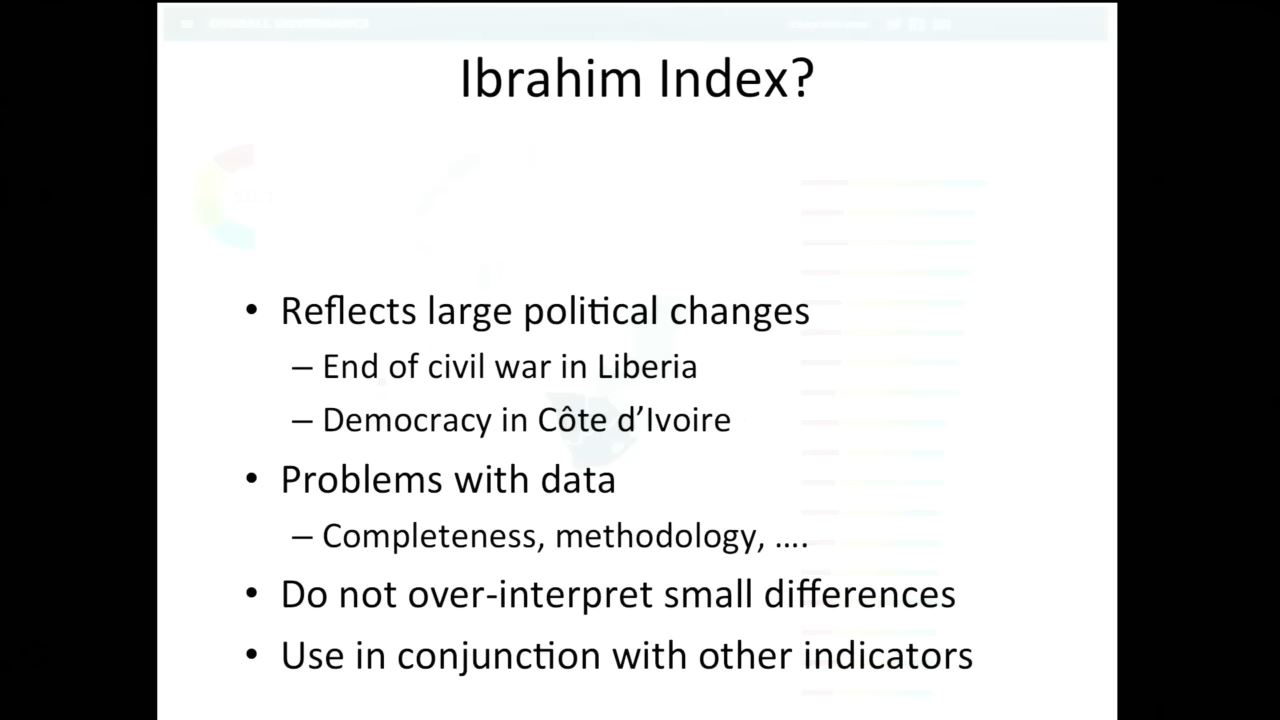 Ibrahim Index?
• Reflects large political changes
– End of civil war in Liberia
– Democracy in Côte d’Ivoire
• Problems with data
– Completeness, methodology, ....
• Do not over-interpret small differences
• Use in conjunction with other indicators